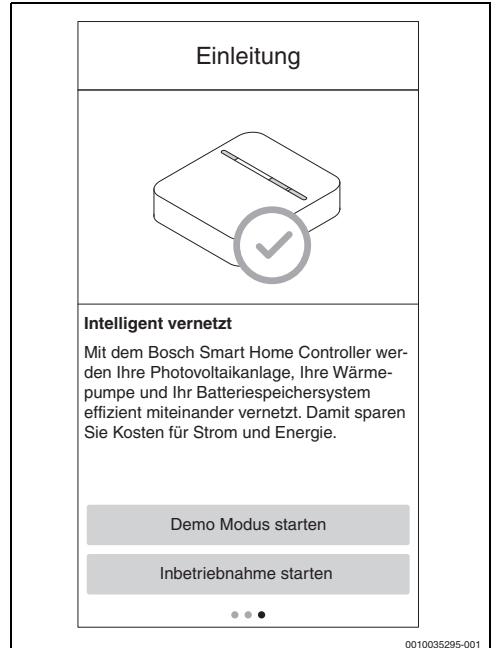 Einleitung
Intelligent vernetzt
Mit dem Bosch Smart Home Controller wer-
den Ihre Photovoltaikanlage, Ihre Wärme-
pumpe und Ihr Batteriespeichersystem
effizient miteinander vernetzt. Damit sparen
Sie Kosten für Strom und Energie.
Demo Modus starten
Inbetriebnahme starten
0010035295-001